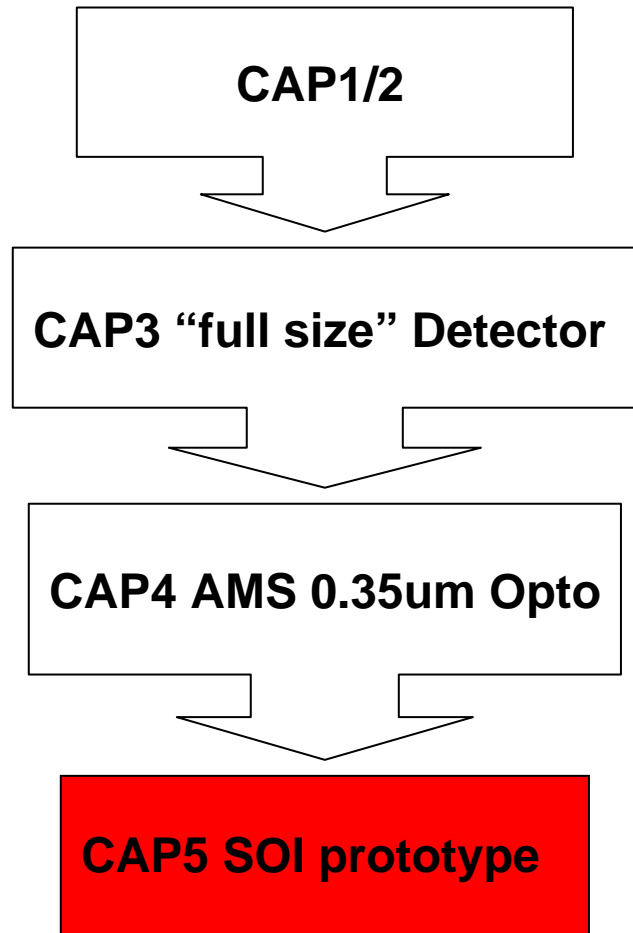 CAP1/2
CAP3 “full size” Detector
CAP4 AMS 0.35um Opto
CAP5 SOI prototype